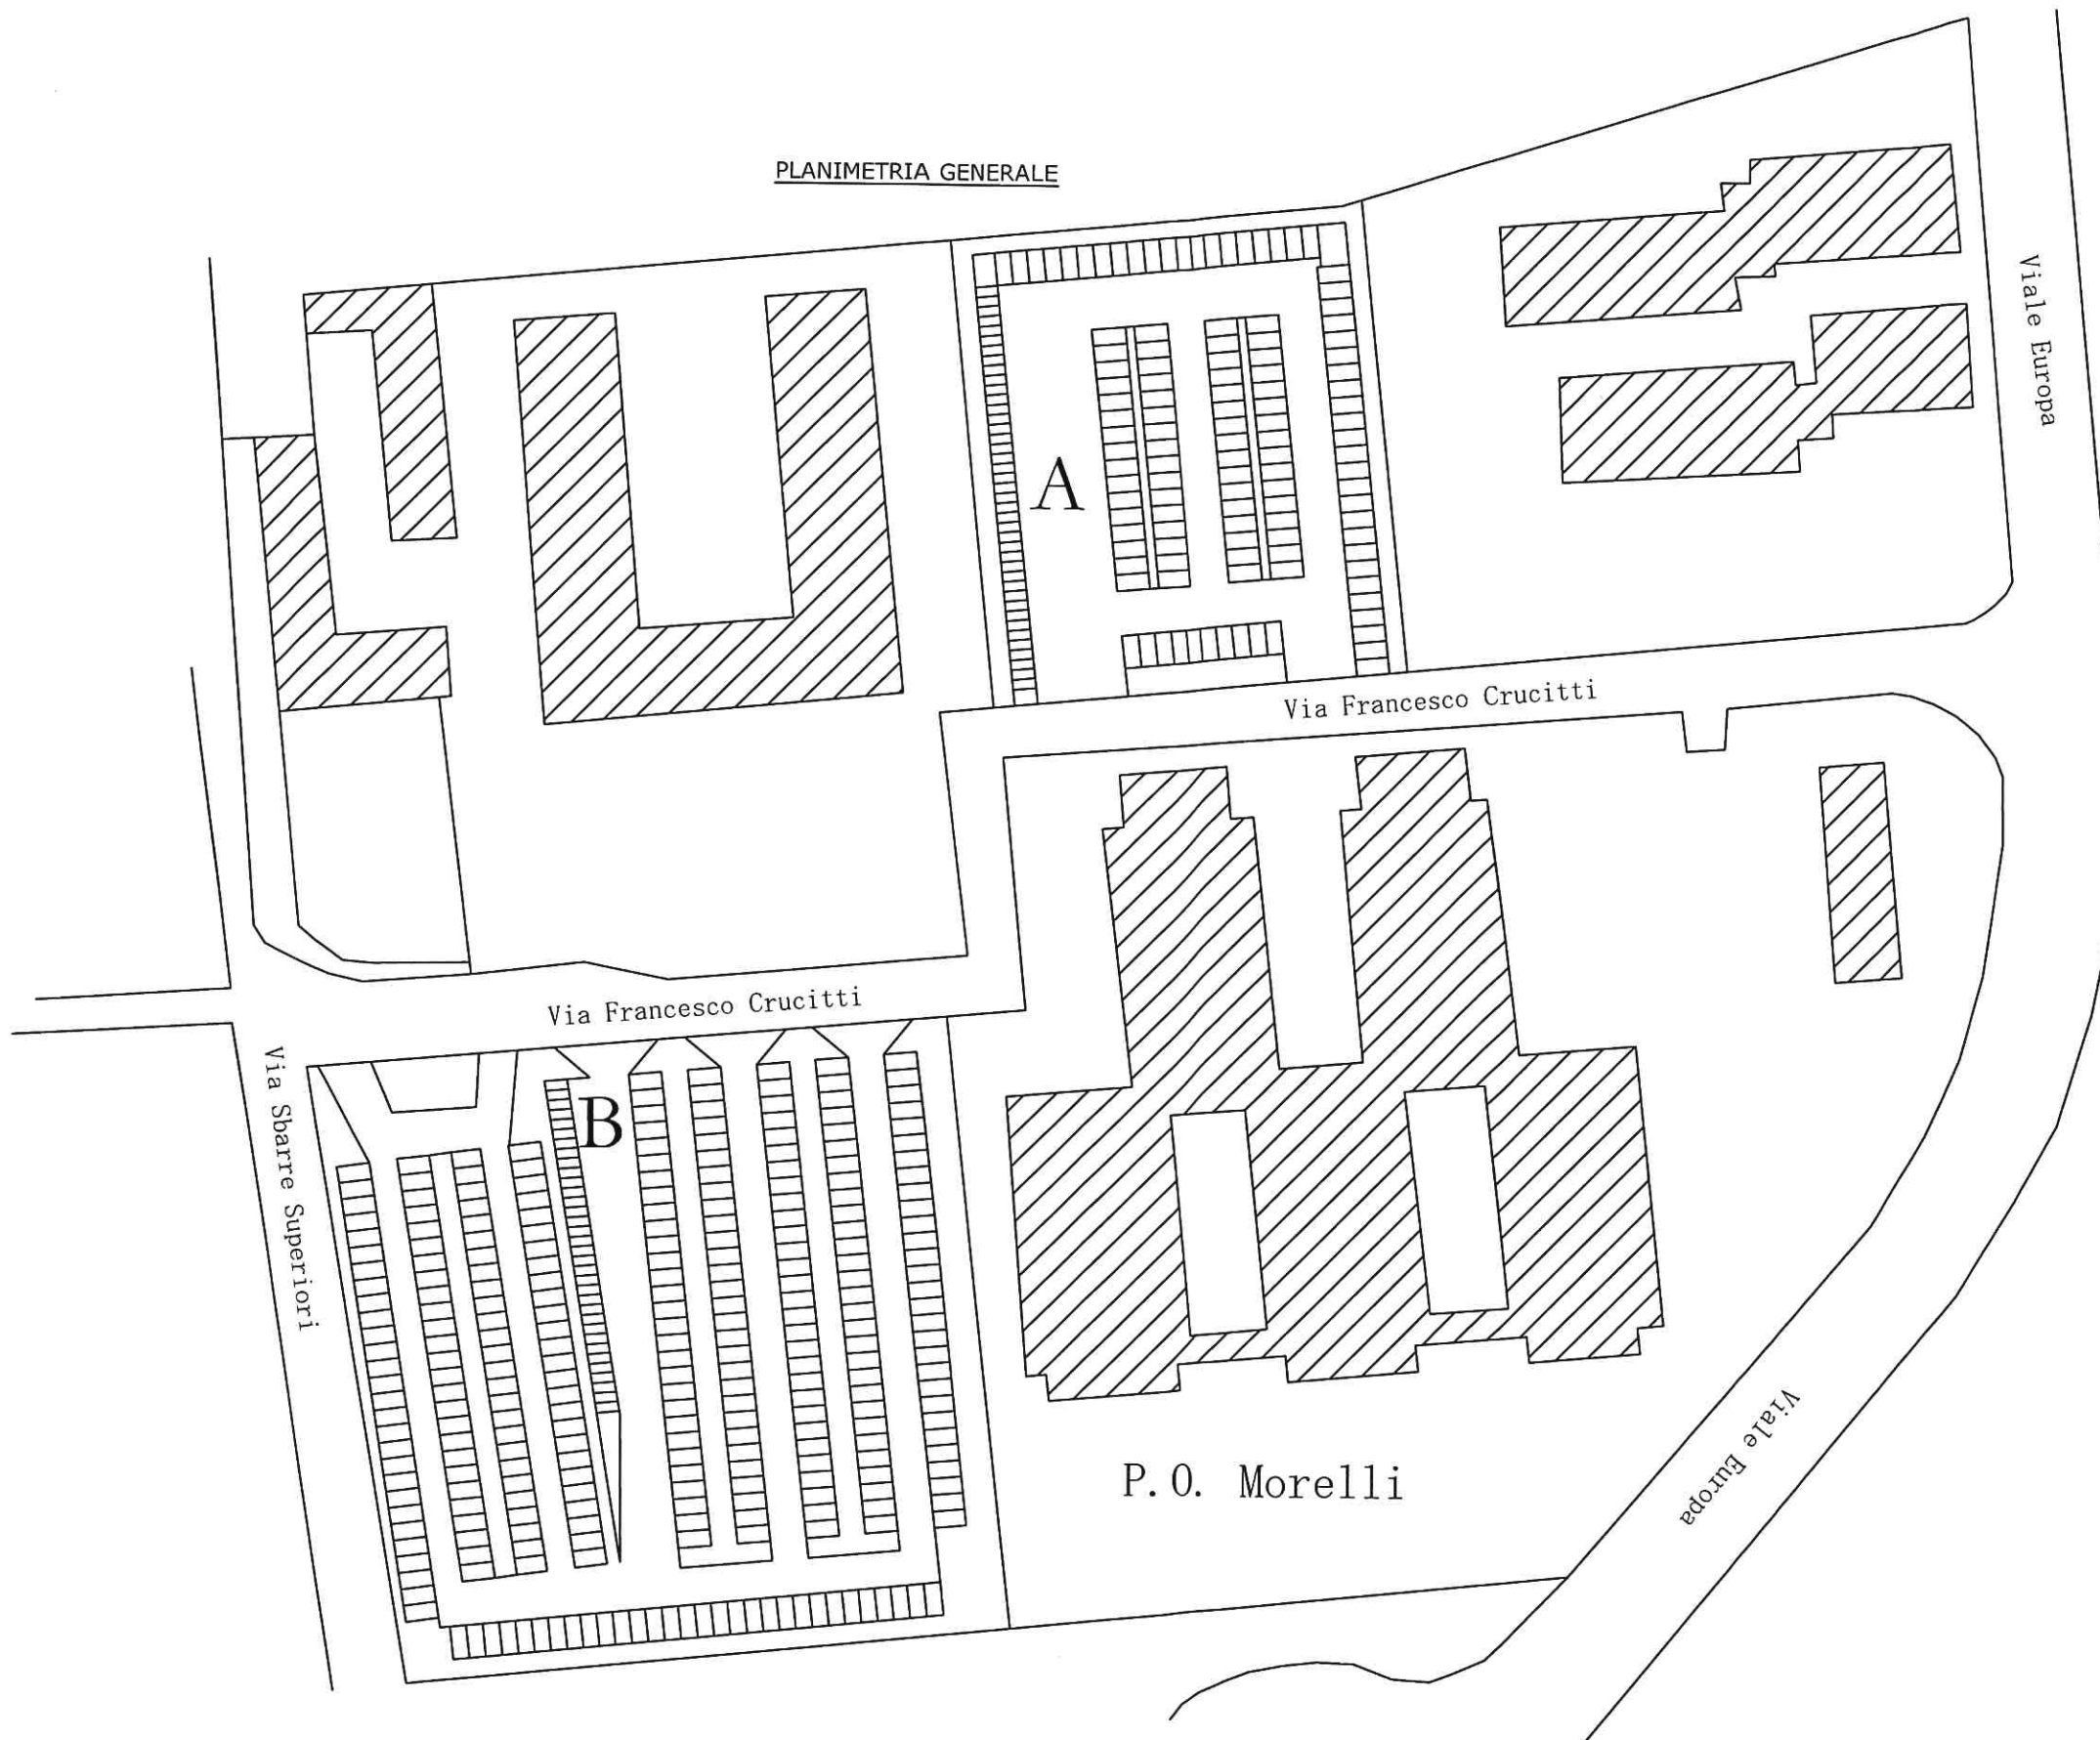 PLANIMETRIA GENERALE
Viale Europa
A
Via Francesco Crucitti
Via Francesco Crucitti
B
Via Sbarre Superiori
P.O. Morelli
Viale Europa